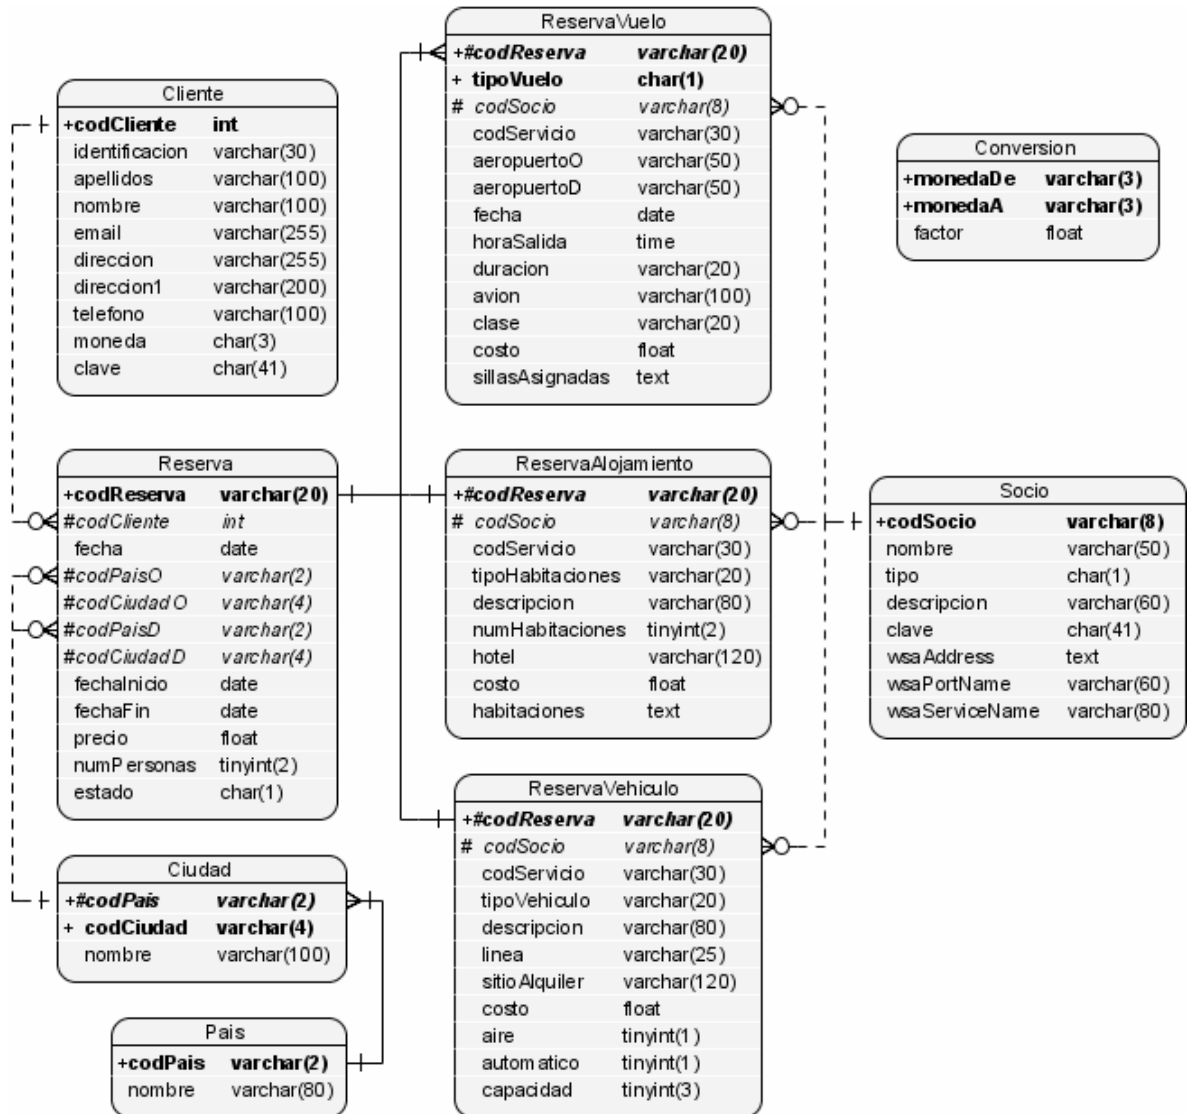 Cliente
+codCliente int
identificacion varchar(30)
apellidos varchar(100)
nombre varchar(100)
email varchar(255)
direccion varchar(255)
direccion1 varchar(200)
telefono varchar(100)
moneda char(3)
clave char(41)
Reserva
+codReserva varchar(20)
#codCliente int
fecha date
#codPaisO varchar(2)
#codCiudadO varchar(4)
#codPaisD varchar(2)
#codCiudadD varchar(4)
fechaInicio date
fechaFin date
precio float
numPersonas tinyint(2)
estado char(1)
Ciudad
+#codPais varchar(2)
+ codCiudad varchar(4)
nombre varchar(100)
Pais
+codPais varchar(2)
nombre varchar(80)
ReservaVuelo
+#codReserva varchar(20)
+ tipoVuelo char(1)
# codSocio varchar(8)
codServicio varchar(30)
aeropuertoO varchar(50)
aeropuertoD varchar(50)
fecha date
horaSalida time
duracion varchar(20)
avion varchar(100)
clase varchar(20)
costo float
sillasAsignadas text
ReservaAlojamiento
+#codReserva varchar(20)
# codSocio varchar(8)
codServicio varchar(30)
tipoHabitaciones varchar(20)
descripcion varchar(80)
numHabitaciones tinyint(2)
hotel varchar(120)
costo float
habitaciones text
ReservaVehiculo
+#codReserva varchar(20)
# codSocio varchar(8)
codServicio varchar(30)
tipoVehiculo varchar(20)
descripcion varchar(80)
linea varchar(25)
sitioAlquiler varchar(120)
costo float
aire tinyint(1)
automatico tinyint(1)
capacidad tinyint(3)
Conversion
+monedaDe varchar(3)
+monedaA varchar(3)
factor float
Socio
+codSocio varchar(8)
nombre varchar(50)
tipo char(1)
descripcion varchar(60)
clave char(41)
wsaAddress text
wsaPortName varchar(60)
wsaServiceName varchar(80)